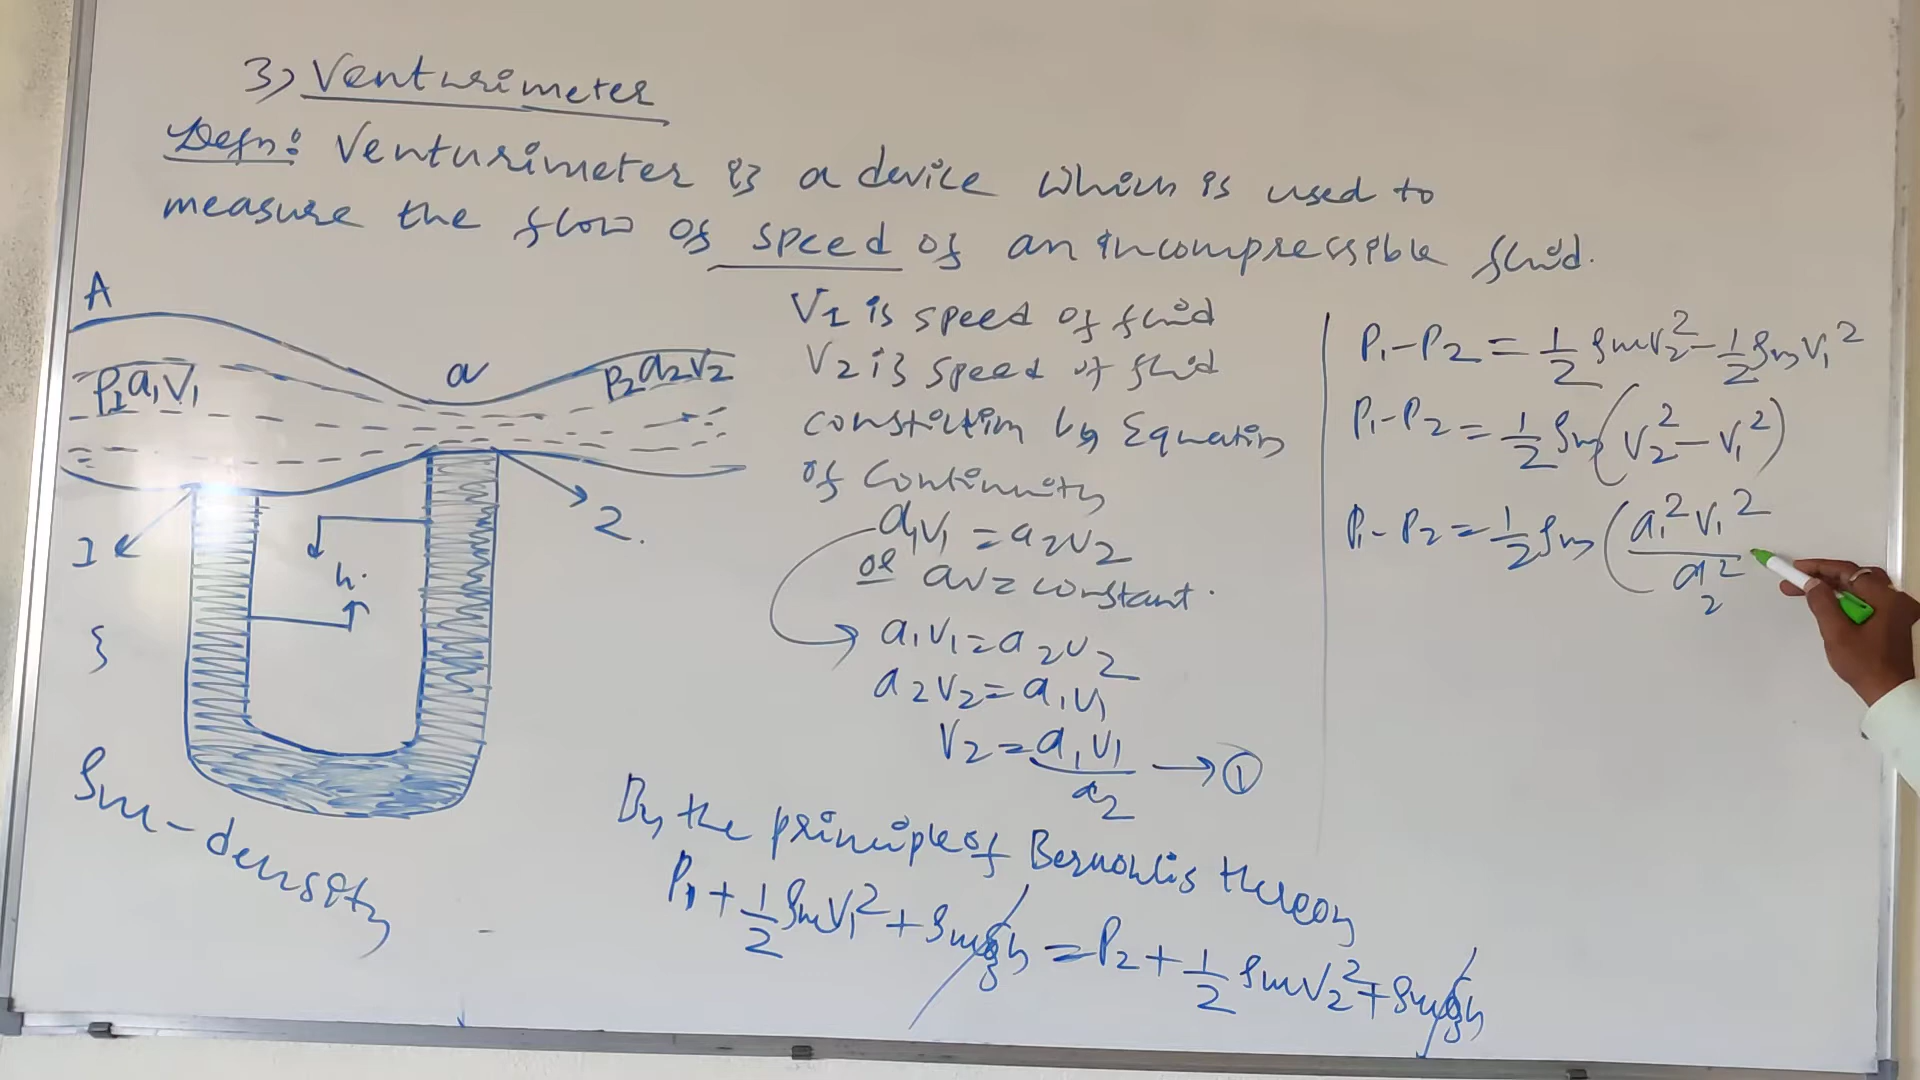 3) Venturimeter
Defn: Venturimeter is a device which is used to
measure the flow of speed of an incompressible fluid.
A
a
P₁a₁V₁
P₂a₂V₂
1
2.
h.
ρm-density
V₁ is speed of fluid
V₂ is speed of fluid
constiction by Equation
of Continuity
a₁v₁ = a₂v₂
or av = constant.
a₁v₁ = a₂v₂
a₂v₂ = a₁v₁
V₂ = a₁v₁/a₂ → ①
By the principle of Bernowlis thereom
P₁ + 1/2 ρmV₁² + ρmgh = P₂ + 1/2 ρmV₂² + ρmgh
P₁-P₂ = 1/2 ρmV₂² - 1/2 ρmV₁²
P₁-P₂ = 1/2 ρm (V₂² - V₁²)
P₁-P₂ = 1/2 ρm (a₁²V₁²/a₂²